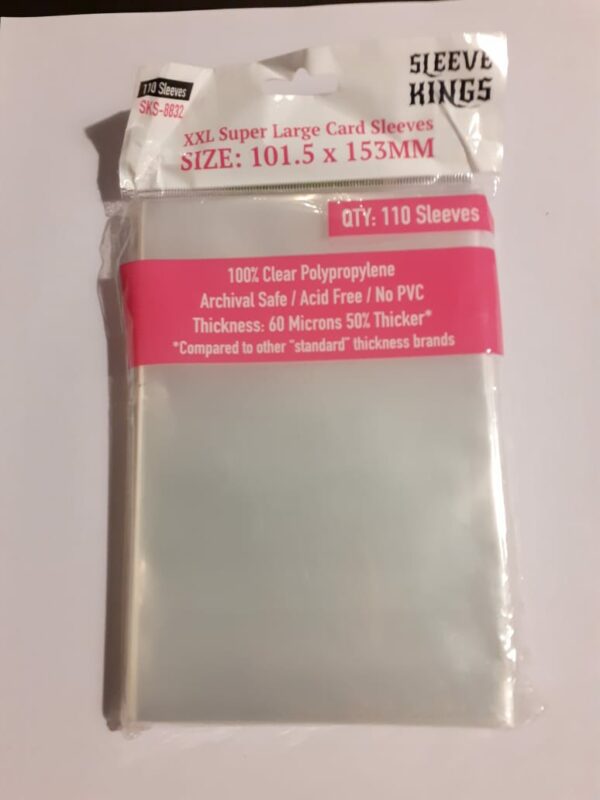 110 Sleeves
SKS-8832
SLEEVE
KINGS
XXL Super Large Card Sleeves
SIZE: 101.5 x 153MM
QTY: 110 Sleeves
100% Clear Polypropylene
Archival Safe / Acid Free / No PVC
Thickness: 60 Microns 50% Thicker*
*Compared to other "standard" thickness brands